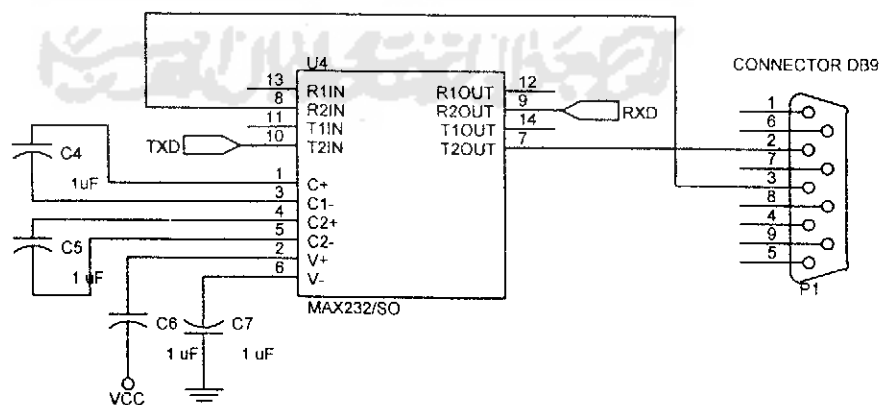 U4
CONNECTOR DB9
13
R1IN
R1OUT
12
8
R2IN
R2OUT
9
RXD
11
T1IN
T1OUT
14
TXD
10
T2IN
T2OUT
7
C4
1uF
1
C+
3
C1-
4
C2+
5
C2-
C5
1 uF
2
V+
6
V-
MAX232/SO
C6
C7
1 uF
1 uF
VCC
1
6
2
7
3
8
4
9
5
P1